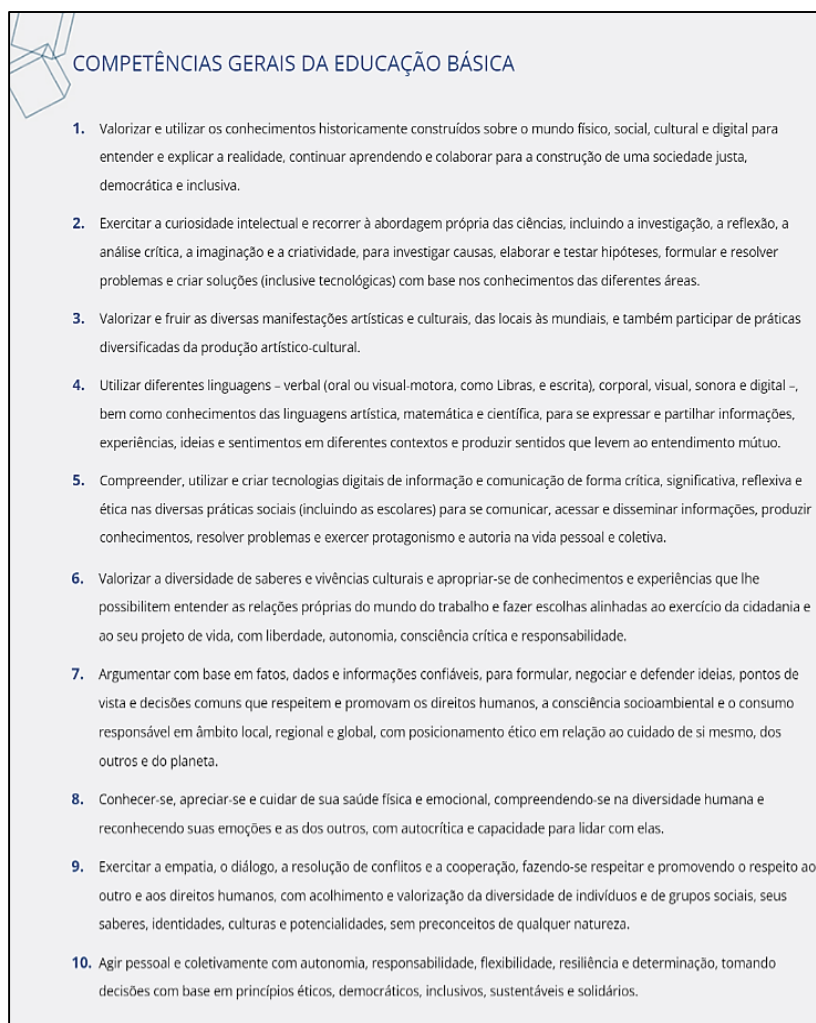 COMPETÊNCIAS GERAIS DA EDUCAÇÃO BÁSICA
1. Valorizar e utilizar os conhecimentos historicamente construídos sobre o mundo físico, social, cultural e digital para
entender e explicar a realidade, continuar aprendendo e colaborar para a construção de uma sociedade justa,
democrática e inclusiva.
2. Exercitar a curiosidade intelectual e recorrer à abordagem própria das ciências, incluindo a investigação, a reflexão, a
análise crítica, a imaginação e a criatividade, para investigar causas, elaborar e testar hipóteses, formular e resolver
problemas e criar soluções (inclusive tecnológicas) com base nos conhecimentos das diferentes áreas.
3. Valorizar e fruir as diversas manifestações artísticas e culturais, das locais às mundiais, e também participar de práticas
diversificadas da produção artístico-cultural.
4. Utilizar diferentes linguagens – verbal (oral ou visual-motora, como Libras, e escrita), corporal, visual, sonora e digital –,
bem como conhecimentos das linguagens artística, matemática e científica, para se expressar e partilhar informações,
experiências, ideias e sentimentos em diferentes contextos e produzir sentidos que levem ao entendimento mútuo.
5. Compreender, utilizar e criar tecnologias digitais de informação e comunicação de forma crítica, significativa, reflexiva e
ética nas diversas práticas sociais (incluindo as escolares) para se comunicar, acessar e disseminar informações, produzir
conhecimentos, resolver problemas e exercer protagonismo e autoria na vida pessoal e coletiva.
6. Valorizar a diversidade de saberes e vivências culturais e apropriar-se de conhecimentos e experiências que lhe
possibilitem entender as relações próprias do mundo do trabalho e fazer escolhas alinhadas ao exercício da cidadania e
ao seu projeto de vida, com liberdade, autonomia, consciência crítica e responsabilidade.
7. Argumentar com base em fatos, dados e informações confiáveis, para formular, negociar e defender ideias, pontos de
vista e decisões comuns que respeitem e promovam os direitos humanos, a consciência socioambiental e o consumo
responsável em âmbito local, regional e global, com posicionamento ético em relação ao cuidado de si mesmo, dos
outros e do planeta.
8. Conhecer-se, apreciar-se e cuidar de sua saúde física e emocional, compreendendo-se na diversidade humana e
reconhecendo suas emoções e as dos outros, com autocrítica e capacidade para lidar com elas.
9. Exercitar a empatia, o diálogo, a resolução de conflitos e a cooperação, fazendo-se respeitar e promovendo o respeito ao
outro e aos direitos humanos, com acolhimento e valorização da diversidade de indivíduos e de grupos sociais, seus
saberes, identidades, culturas e potencialidades, sem preconceitos de qualquer natureza.
10. Agir pessoal e coletivamente com autonomia, responsabilidade, flexibilidade, resiliência e determinação, tomando
decisões com base em princípios éticos, democráticos, inclusivos, sustentáveis e solidários.